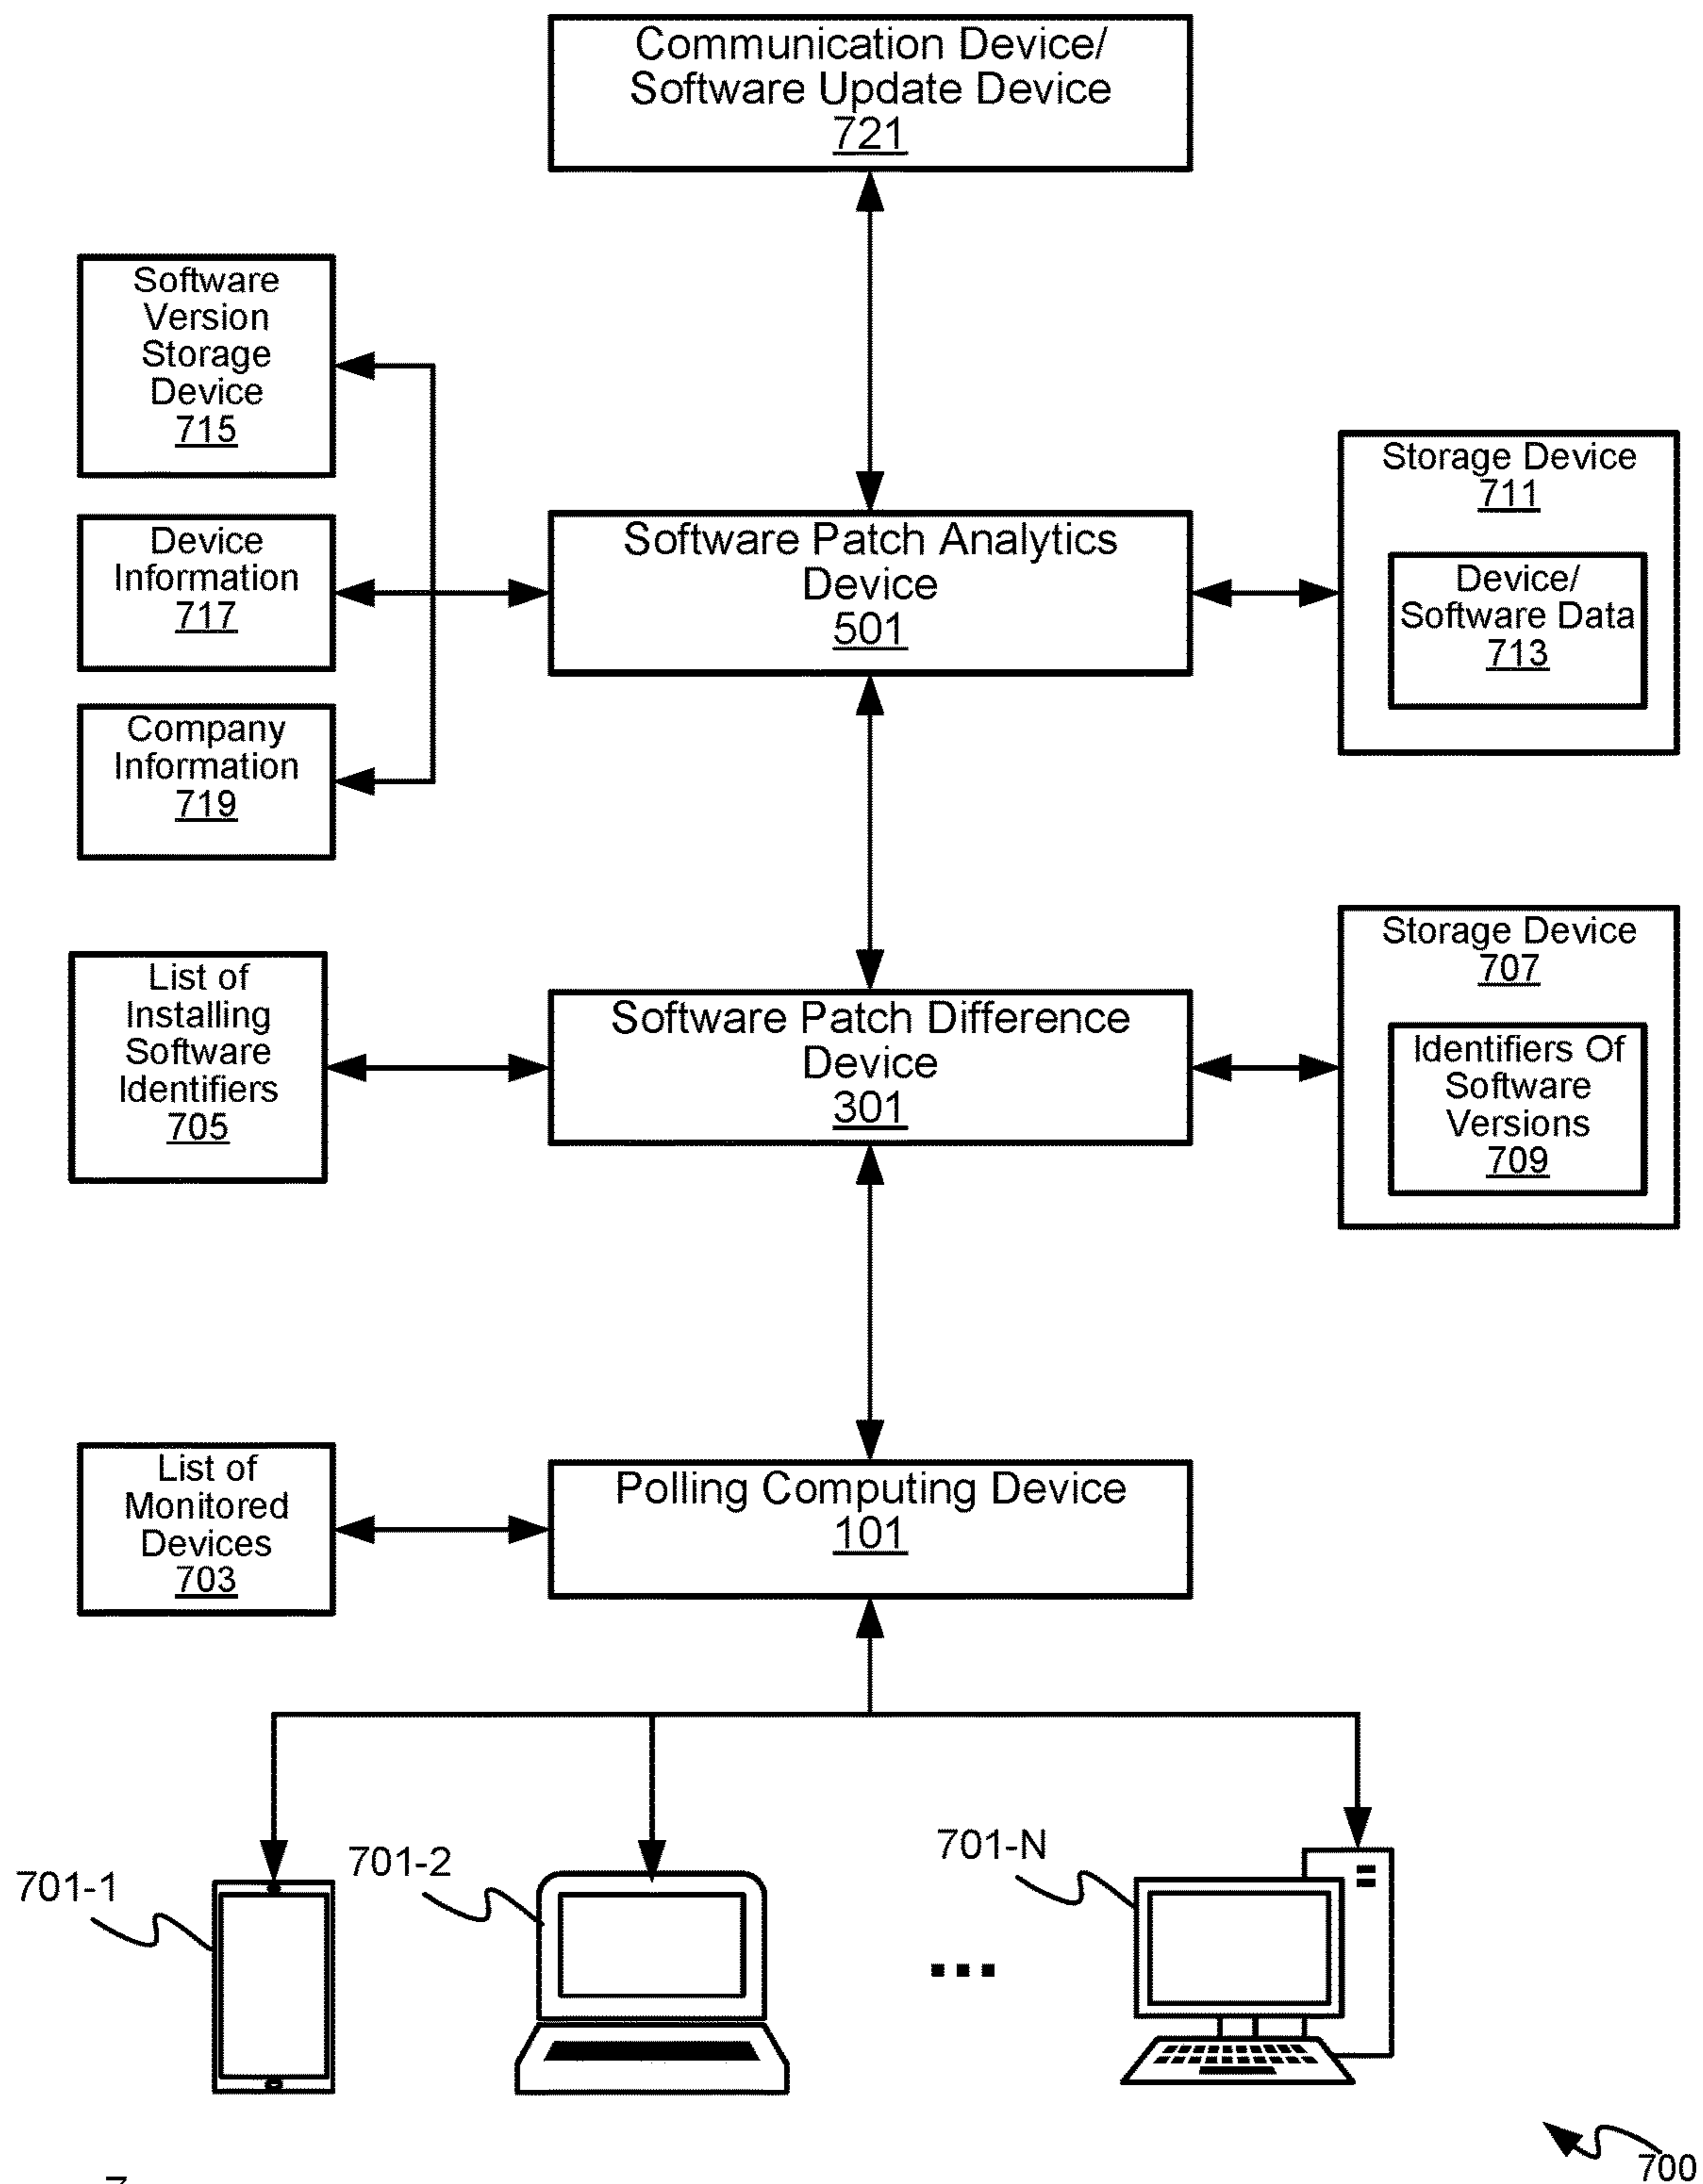 Communication Device/
Software Update Device
721
Software
Version
Storage
Device
715
Device
Information
717
Company
Information
719
Software Patch Analytics
Device
501
Storage Device
711
Device/
Software Data
713
List of
Installing
Software
Identifiers
705
Software Patch Difference
Device
301
Storage Device
707
Identifiers Of
Software
Versions
709
List of
Monitored
Devices
703
Polling Computing Device
101
701-1
701-2
701-N
...
700